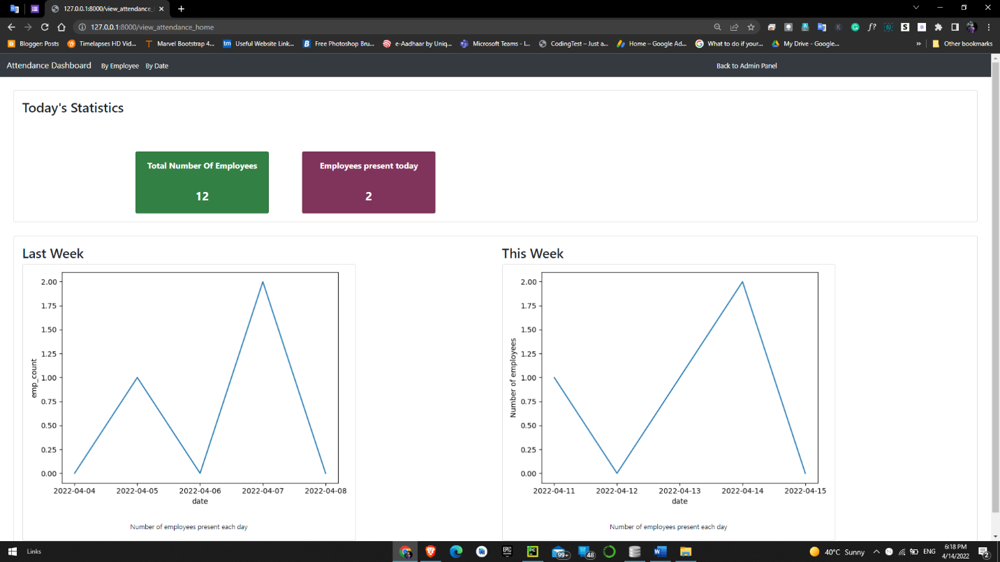 127.0.0.1:8000/view_attendance_
127.0.0.1:8000/view_attendance_home
Blogger: Posts
Timelapses HD Vid...
Marvel Bootstrap 4...
Useful Website Link...
Free Photoshop Bru...
e-Aadhaar by Uniq...
Microsoft Teams - I...
CodingTest – Just a...
Home – Google Ad...
What to do if your...
My Drive - Google...
»
Other bookmarks
Attendance Dashboard
By Employee
By Date
Back to Admin Panel
Today's Statistics
Total Number Of Employees
12
Employees present today
2
Last Week
2.00
1.75
1.50
1.25
1.00
0.75
0.50
0.25
0.00
emp_count
2022-04-04 2022-04-05 2022-04-06 2022-04-07 2022-04-08
date
Number of employees present each day
This Week
2.00
1.75
1.50
1.25
1.00
0.75
0.50
0.25
0.00
Number of employees
2022-04-11 2022-04-12 2022-04-13 2022-04-14 2022-04-15
date
Number of employees present each day
Links
99+
48
40°C Sunny
ENG
6:18 PM
4/14/2022
2